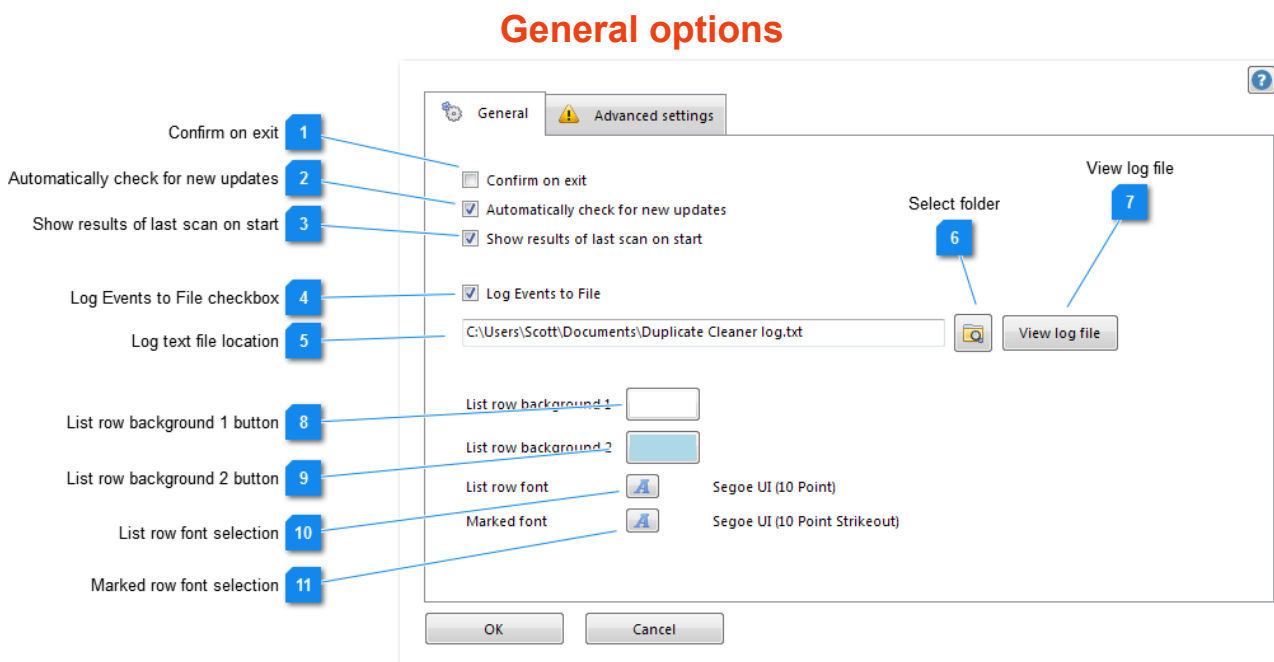 General options
General
Advanced settings
Confirm on exit 1
Automatically check for new updates 2
Show results of last scan on start 3
Confirm on exit
Automatically check for new updates
Show results of last scan on start
Select folder
6
View log file
7
Log Events to File checkbox 4
Log Events to File
Log text file location 5
C:\Users\Scott\Documents\Duplicate Cleaner log.txt
View log file
List row background 1 button 8
List row background 1
List row background 2 button 9
List row background 2
List row font selection 10
List row font
Segoe UI (10 Point)
Marked row font selection 11
Marked font
Segoe UI (10 Point Strikeout)
OK
Cancel